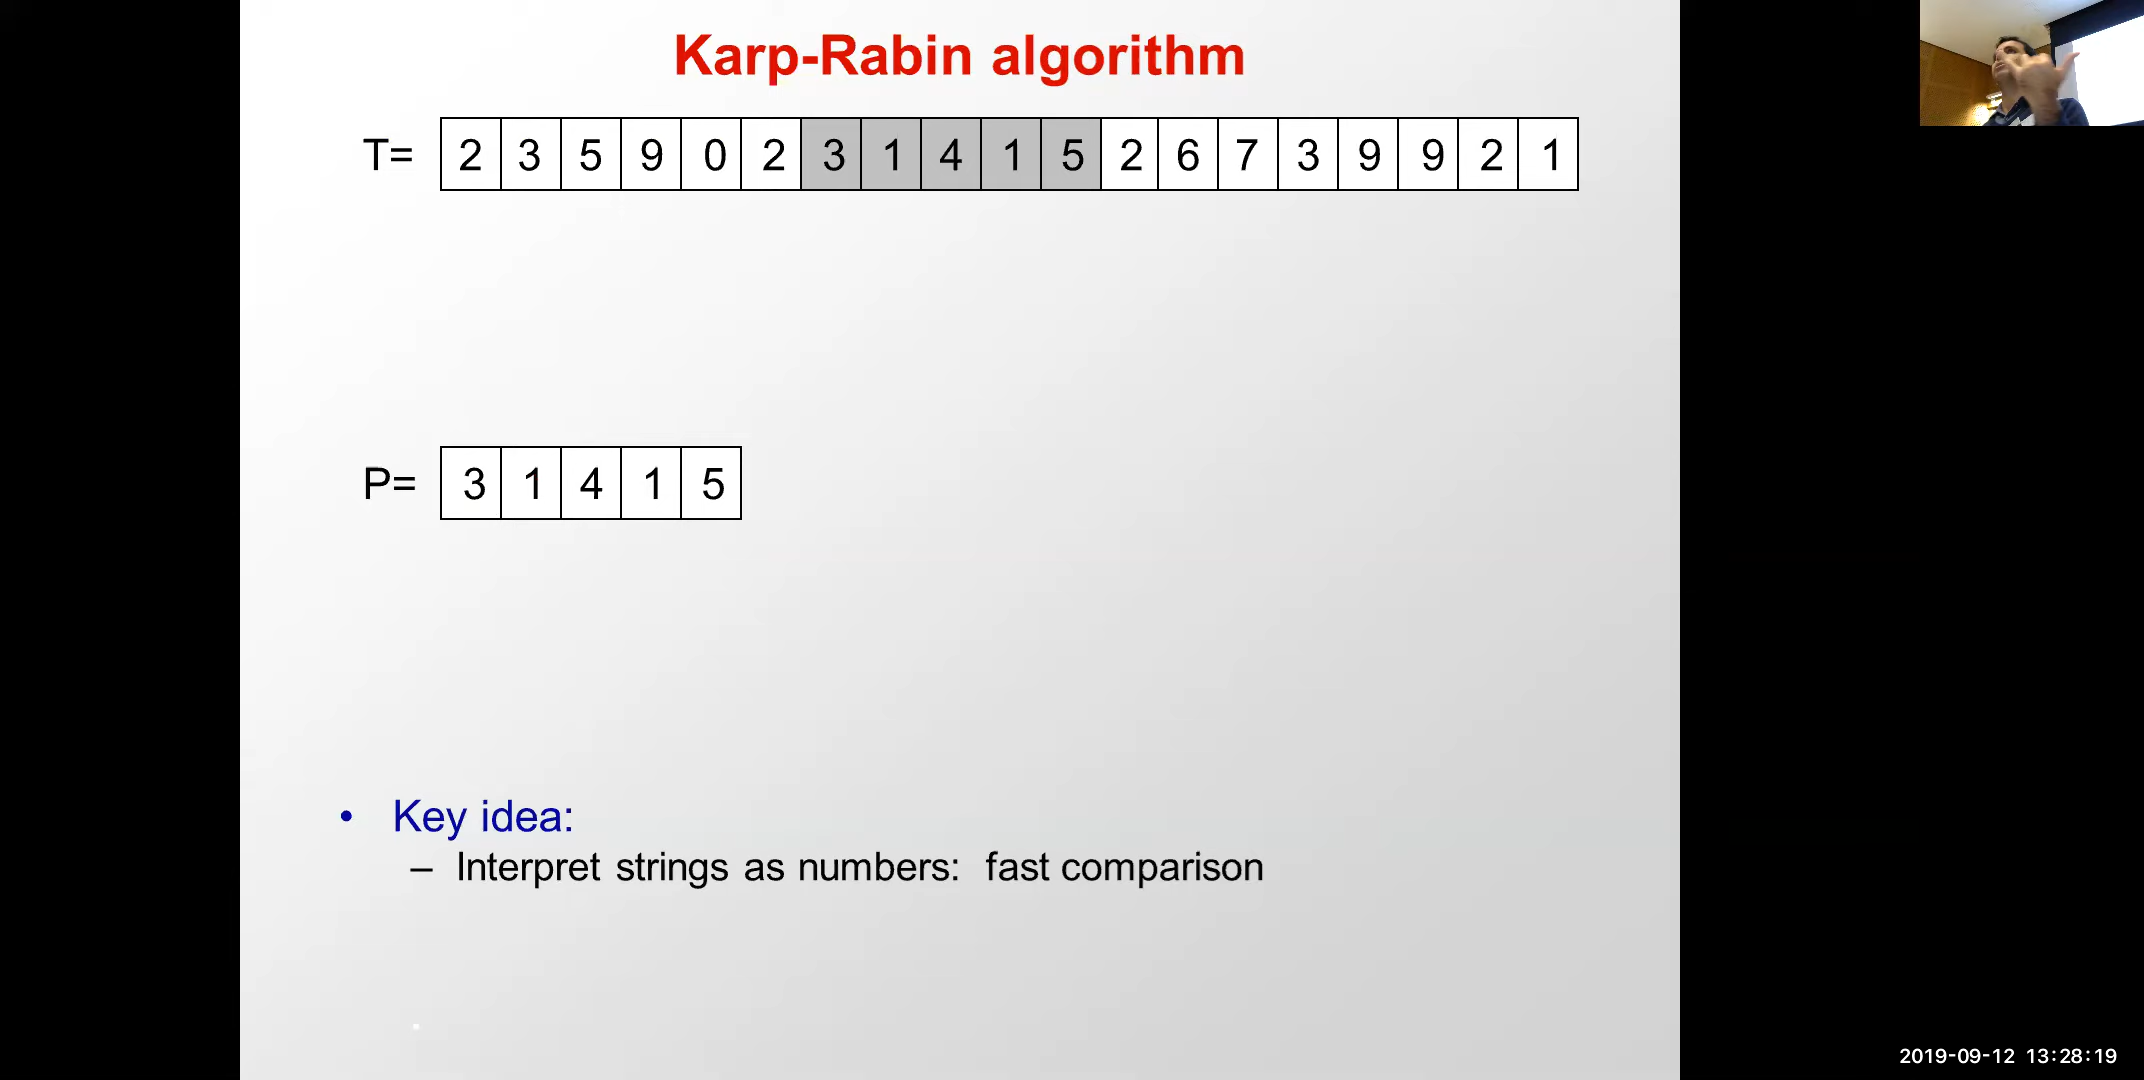 Karp-Rabin algorithm
T= 2 3 5 9 0 2 3 1 4 1 5 2 6 7 3 9 9 2 1
P= 3 1 4 1 5
• Key idea:
– Interpret strings as numbers: fast comparison
2019-09-12 13:28:19